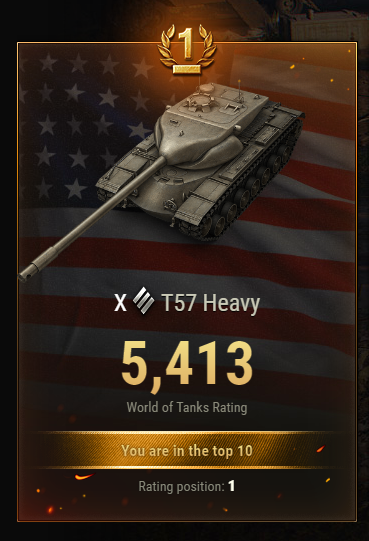 1
X T57 Heavy
5,413
World of Tanks Rating
You are in the top 10
Rating position: 1